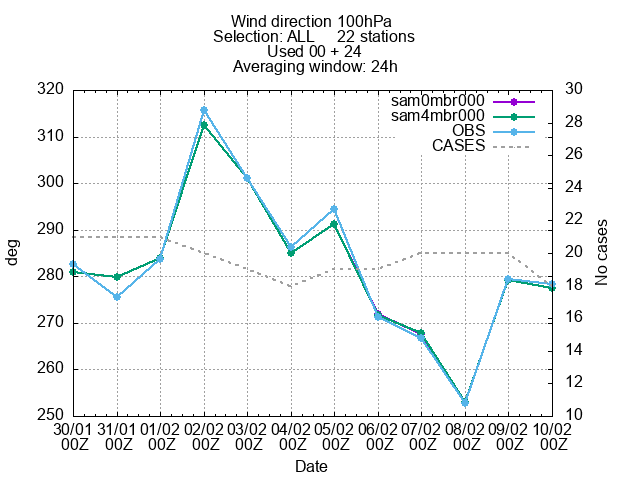 Wind direction 100hPa
Selection: ALL 22 stations
Used 00 + 24
Averaging window: 24h
sam0mbr000
sam4mbr000
OBS
CASES
320
310
300
290
280
270
260
250
deg
30
28
26
24
22
20
18
16
14
12
10
No cases
30/01 31/01 01/02 02/02 03/02 04/02 05/02 06/02 07/02 08/02 09/02 10/02
00Z 00Z 00Z 00Z 00Z 00Z 00Z 00Z 00Z 00Z 00Z 00Z
Date